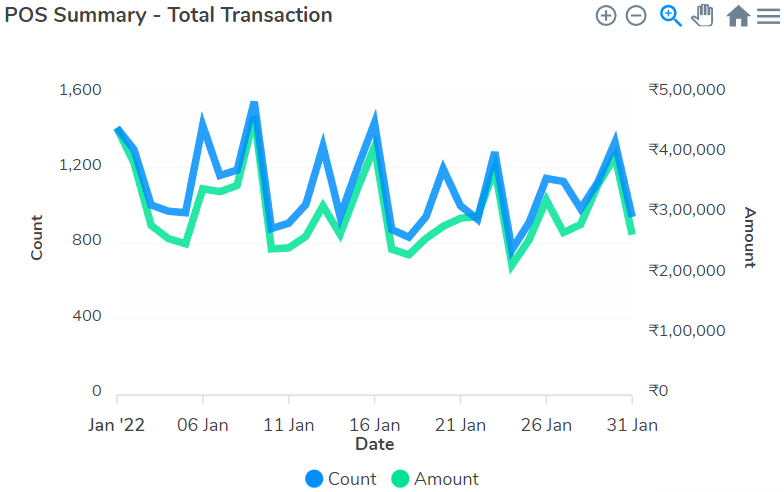 POS Summary - Total Transaction
1,600
1,200
800
400
0
Count
₹5,00,000
₹4,00,000
₹3,00,000
₹2,00,000
₹1,00,000
₹0
Amount
Jan '22 06 Jan 11 Jan 16 Jan 21 Jan 26 Jan 31 Jan
Date
Count Amount